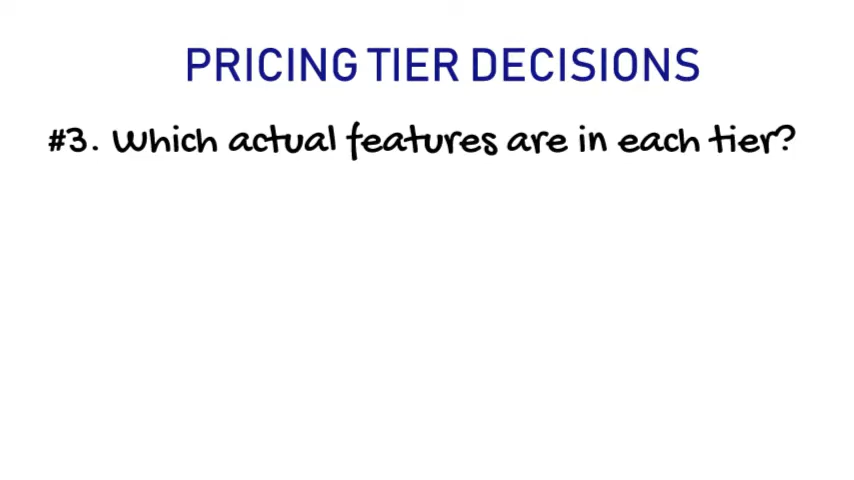 PRICING TIER DECISIONS
#3. Which actual features are in each tier?